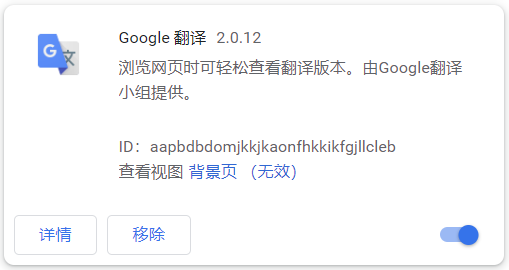 Google 翻译 2.0.12
浏览网页时可轻松查看翻译版本。由Google翻译
小组提供。
ID：aapbdbdomjkkjkaonfhkkikfgjllcleb
查看视图 背景页 （无效）
详情 移除